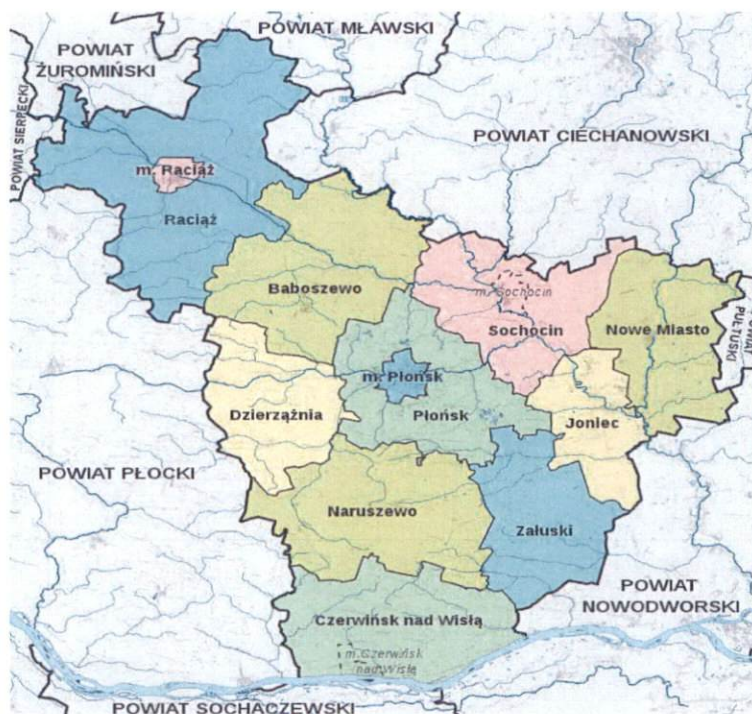 POWIAT MŁAWSKI
POWIAT
ŻUROMIŃSKI
POWIAT SIERPECKI
POWIAT CIECHANOWSKI
m. Raciąż
Raciąż
Baboszewo
m. Sochocin
Sochocin
Nowe Miasto
POWIAT
PUŁTUSKI
m. Płońsk
Dzierzążnia
Płońsk
Joniec
POWIAT PŁOCKI
Naruszewo
Załuski
POWIAT
NOWODWORSKI
Czerwińsk nad Wisłą
m. Czerwińsk
nad Wisłą
POWIAT SOCHACZEWSKI